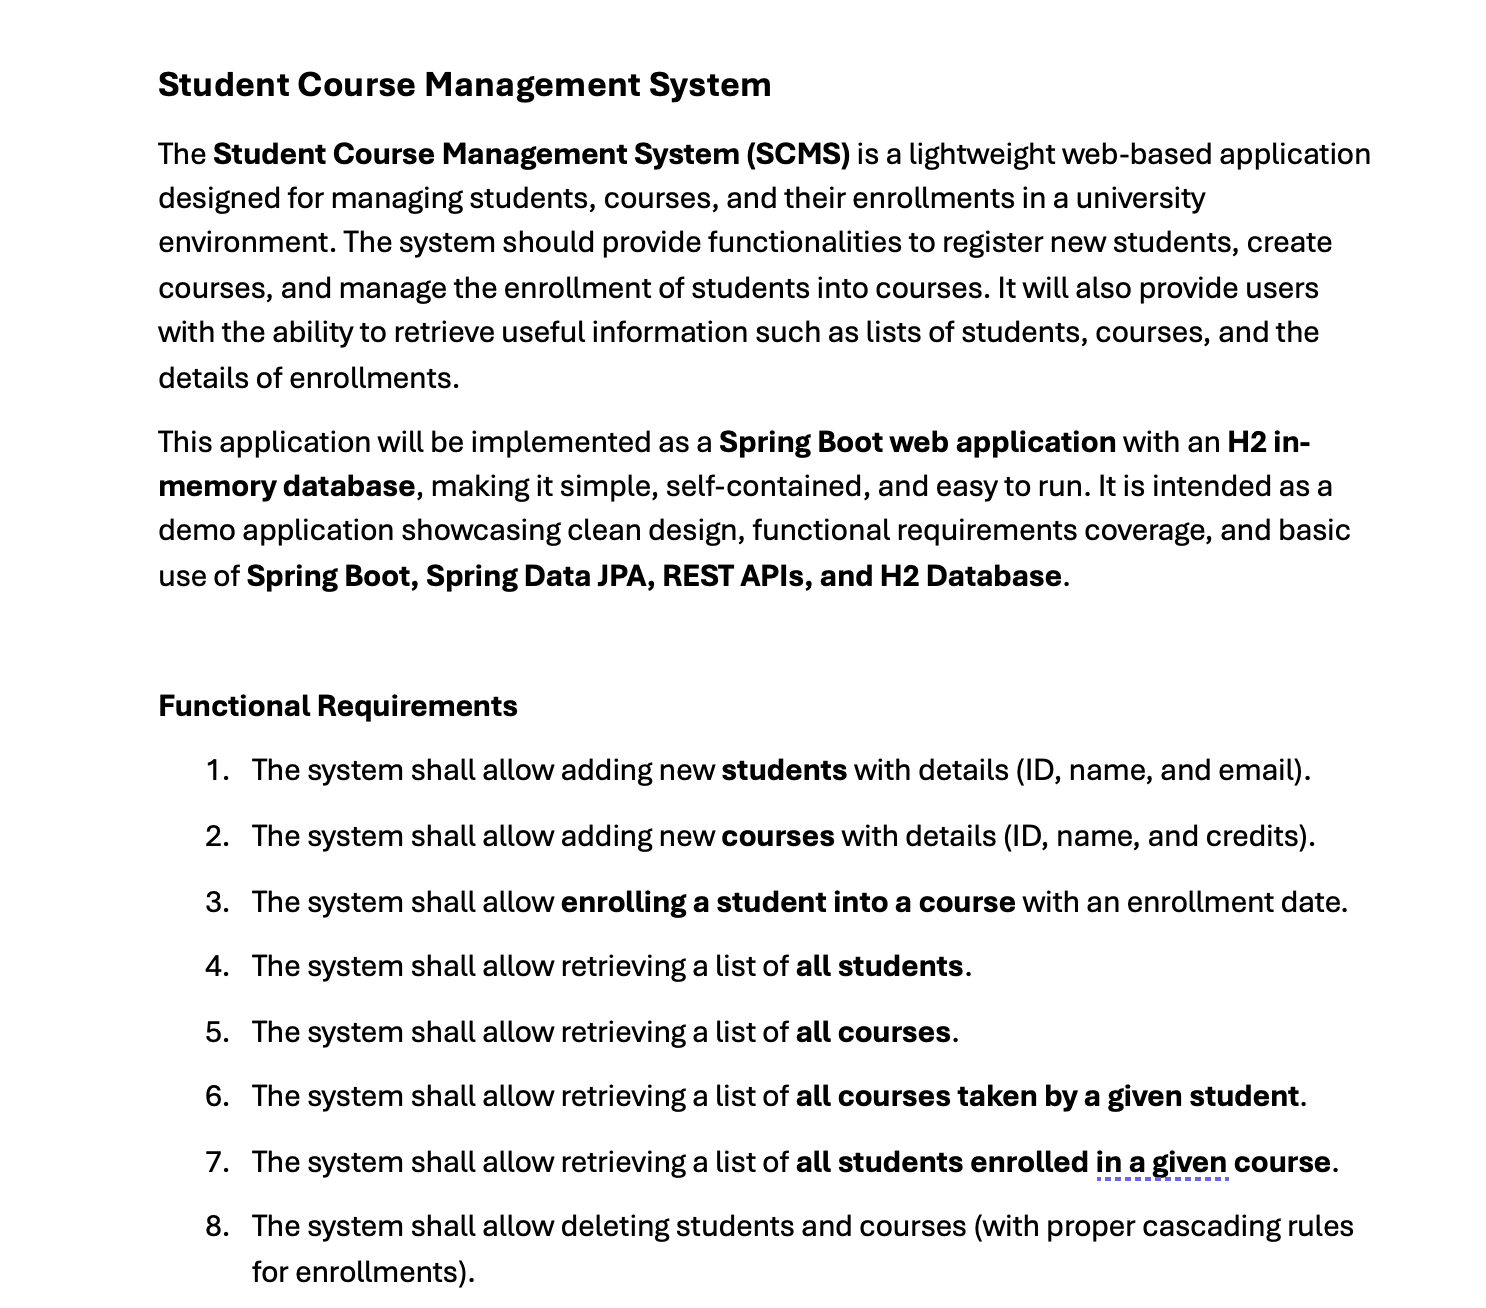 Student Course Management System
The Student Course Management System (SCMS) is a lightweight web-based application
designed for managing students, courses, and their enrollments in a university
environment. The system should provide functionalities to register new students, create
courses, and manage the enrollment of students into courses. It will also provide users
with the ability to retrieve useful information such as lists of students, courses, and the
details of enrollments.
This application will be implemented as a Spring Boot web application with an H2 in-
memory database, making it simple, self-contained, and easy to run. It is intended as a
demo application showcasing clean design, functional requirements coverage, and basic
use of Spring Boot, Spring Data JPA, REST APIs, and H2 Database.
Functional Requirements
1. The system shall allow adding new students with details (ID, name, and email).
2. The system shall allow adding new courses with details (ID, name, and credits).
3. The system shall allow enrolling a student into a course with an enrollment date.
4. The system shall allow retrieving a list of all students.
5. The system shall allow retrieving a list of all courses.
6. The system shall allow retrieving a list of all courses taken by a given student.
7. The system shall allow retrieving a list of all students enrolled in a given course.
8. The system shall allow deleting students and courses (with proper cascading rules
for enrollments).